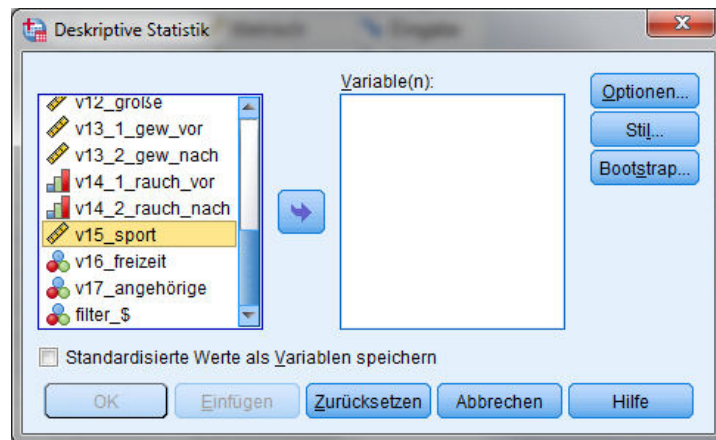 Deskriptive Statistik
Variable(n):
v12_größe
v13_1_gew_vor
v13_2_gew_nach
v14_1_rauch_vor
v14_2_rauch_nach
v15_sport
v16_freizeit
v17_angehörige
filter_$
Optionen...
Stil...
Bootstrap...
Standardisierte Werte als Variablen speichern
OK Einfügen Zurücksetzen Abbrechen Hilfe